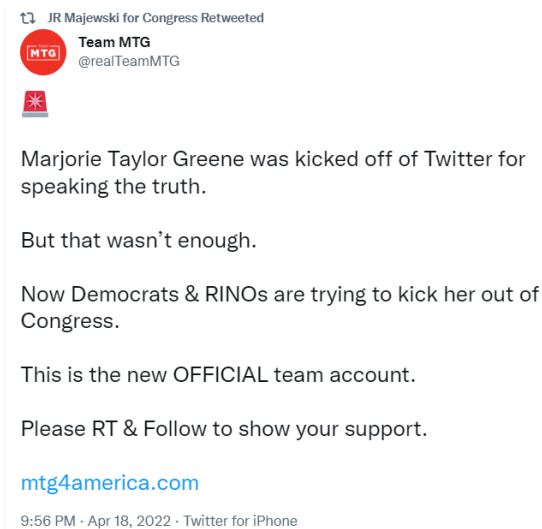 JR Majewski for Congress Retweeted
MTG
Team MTG
@realTeamMTG
Marjorie Taylor Greene was kicked off of Twitter for
speaking the truth.
But that wasn’t enough.
Now Democrats & RINOs are trying to kick her out of
Congress.
This is the new OFFICIAL team account.
Please RT & Follow to show your support.
mtg4america.com
9:56 PM · Apr 18, 2022 · Twitter for iPhone